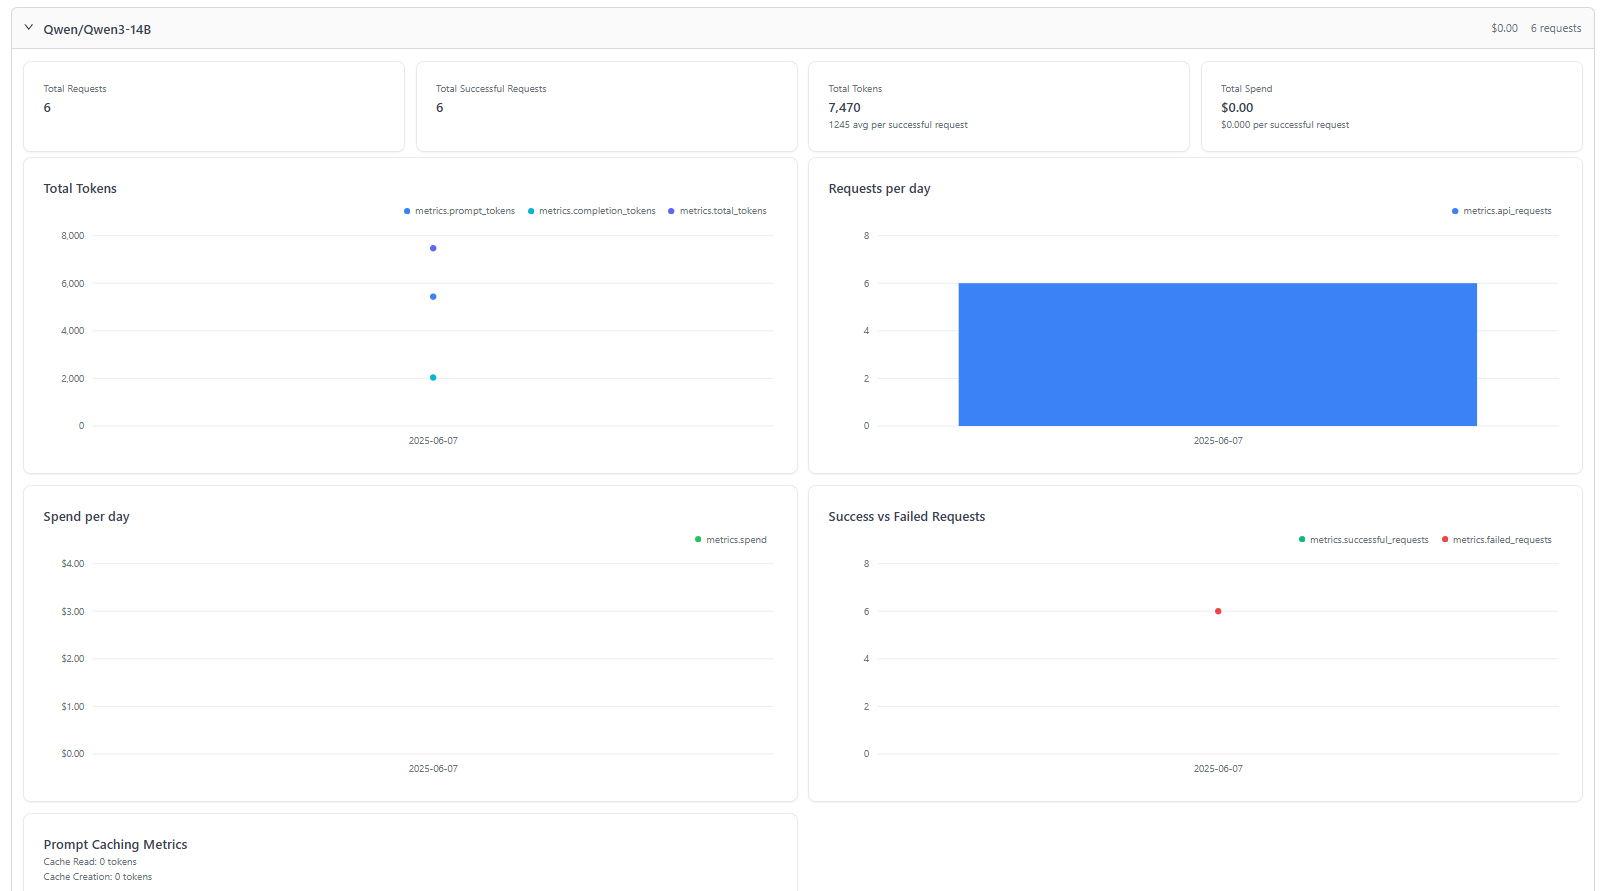 Qwen/Qwen3-14B
$0.00 6 requests
Total Requests
6
Total Successful Requests
6
Total Tokens
7,470
1245 avg per successful request
Total Spend
$0.00
$0.000 per successful request
Total Tokens
metrics.prompt_tokens metrics.completion_tokens metrics.total_tokens
8,000
6,000
4,000
2,000
0
2025-06-07
Requests per day
metrics.api_requests
8
6
4
2
0
2025-06-07
Spend per day
metrics.spend
$4.00
$3.00
$2.00
$1.00
$0.00
2025-06-07
Success vs Failed Requests
metrics.successful_requests metrics.failed_requests
8
6
4
2
0
2025-06-07
Prompt Caching Metrics
Cache Read: 0 tokens
Cache Creation: 0 tokens